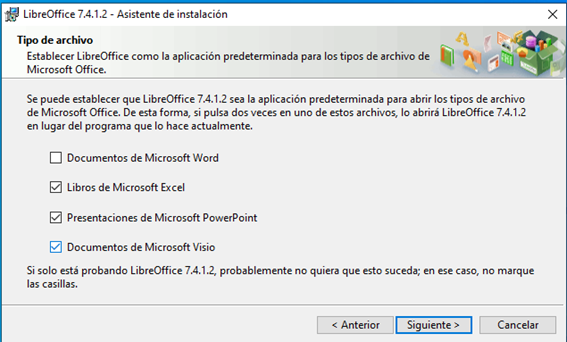 LibreOffice 7.4.1.2 - Asistente de instalación
Tipo de archivo
Establecer LibreOffice como la aplicación predeterminada para los tipos de archivo de
Microsoft Office.
Se puede establecer que LibreOffice 7.4.1.2 sea la aplicación predeterminada para abrir los tipos de archivo
de Microsoft Office. De esta forma, si pulsa dos veces en uno de estos archivos, lo abrirá LibreOffice 7.4.1.2
en lugar del programa que lo hace actualmente.
Documentos de Microsoft Word
Libros de Microsoft Excel
Presentaciones de Microsoft PowerPoint
Documentos de Microsoft Visio
Si solo está probando LibreOffice 7.4.1.2, probablemente no quiera que esto suceda; en ese caso, no marque
las casillas.
< Anterior Siguiente > Cancelar